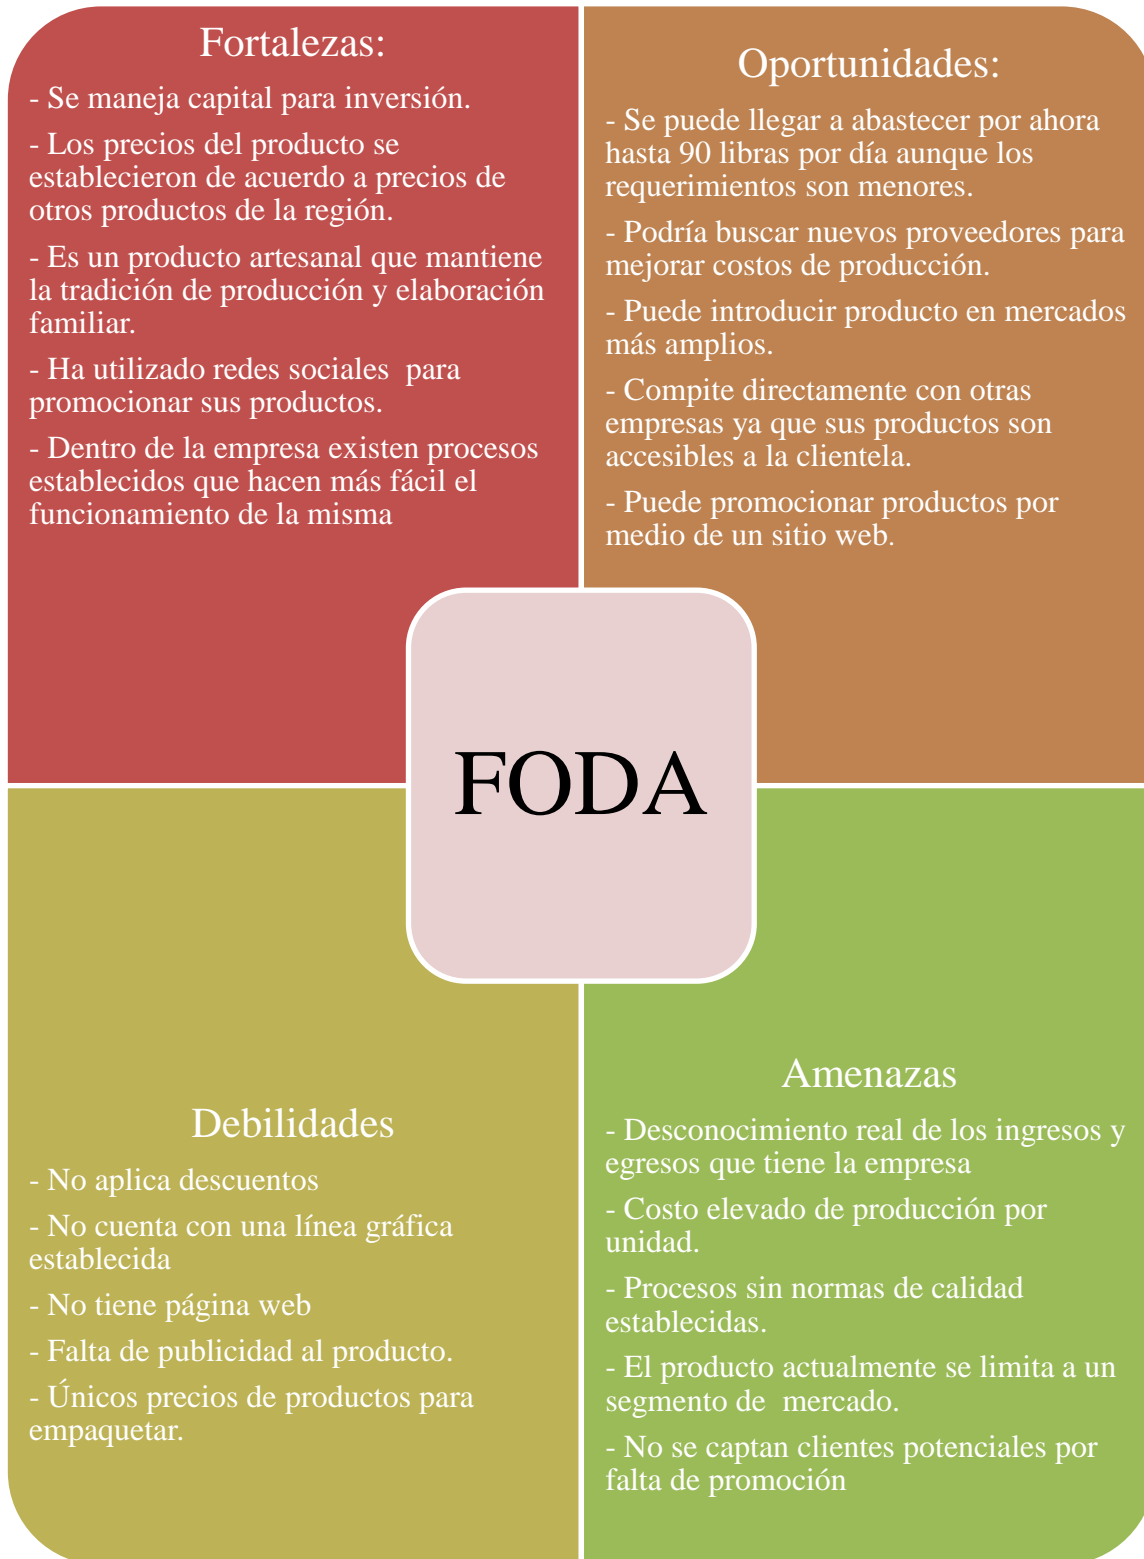 Fortalezas:
- Se maneja capital para inversión.
- Los precios del producto se
establecieron de acuerdo a precios de
otros productos de la región.
- Es un producto artesanal que mantiene
la tradición de producción y elaboración
familiar.
- Ha utilizado redes sociales  para
promocionar sus productos.
- Dentro de la empresa existen procesos
establecidos que hacen más fácil el
funcionamiento de la misma
Oportunidades:
- Se puede llegar a abastecer por ahora
hasta 90 libras por día aunque los
requerimientos son menores.
- Podría buscar nuevos proveedores para
mejorar costos de producción.
- Puede introducir producto en mercados
más amplios.
- Compite directamente con otras
empresas ya que sus productos son
accesibles a la clientela.
- Puede promocionar productos por
medio de un sitio web.
FODA
Debilidades
- No aplica descuentos
- No cuenta con una línea gráfica
establecida
- No tiene página web
- Falta de publicidad al producto.
- Únicos precios de productos para
empaquetar.
Amenazas
- Desconocimiento real de los ingresos y
egresos que tiene la empresa
- Costo elevado de producción por
unidad.
- Procesos sin normas de calidad
establecidas.
- El producto actualmente se limita a un
segmento de  mercado.
- No se captan clientes potenciales por
falta de promoción